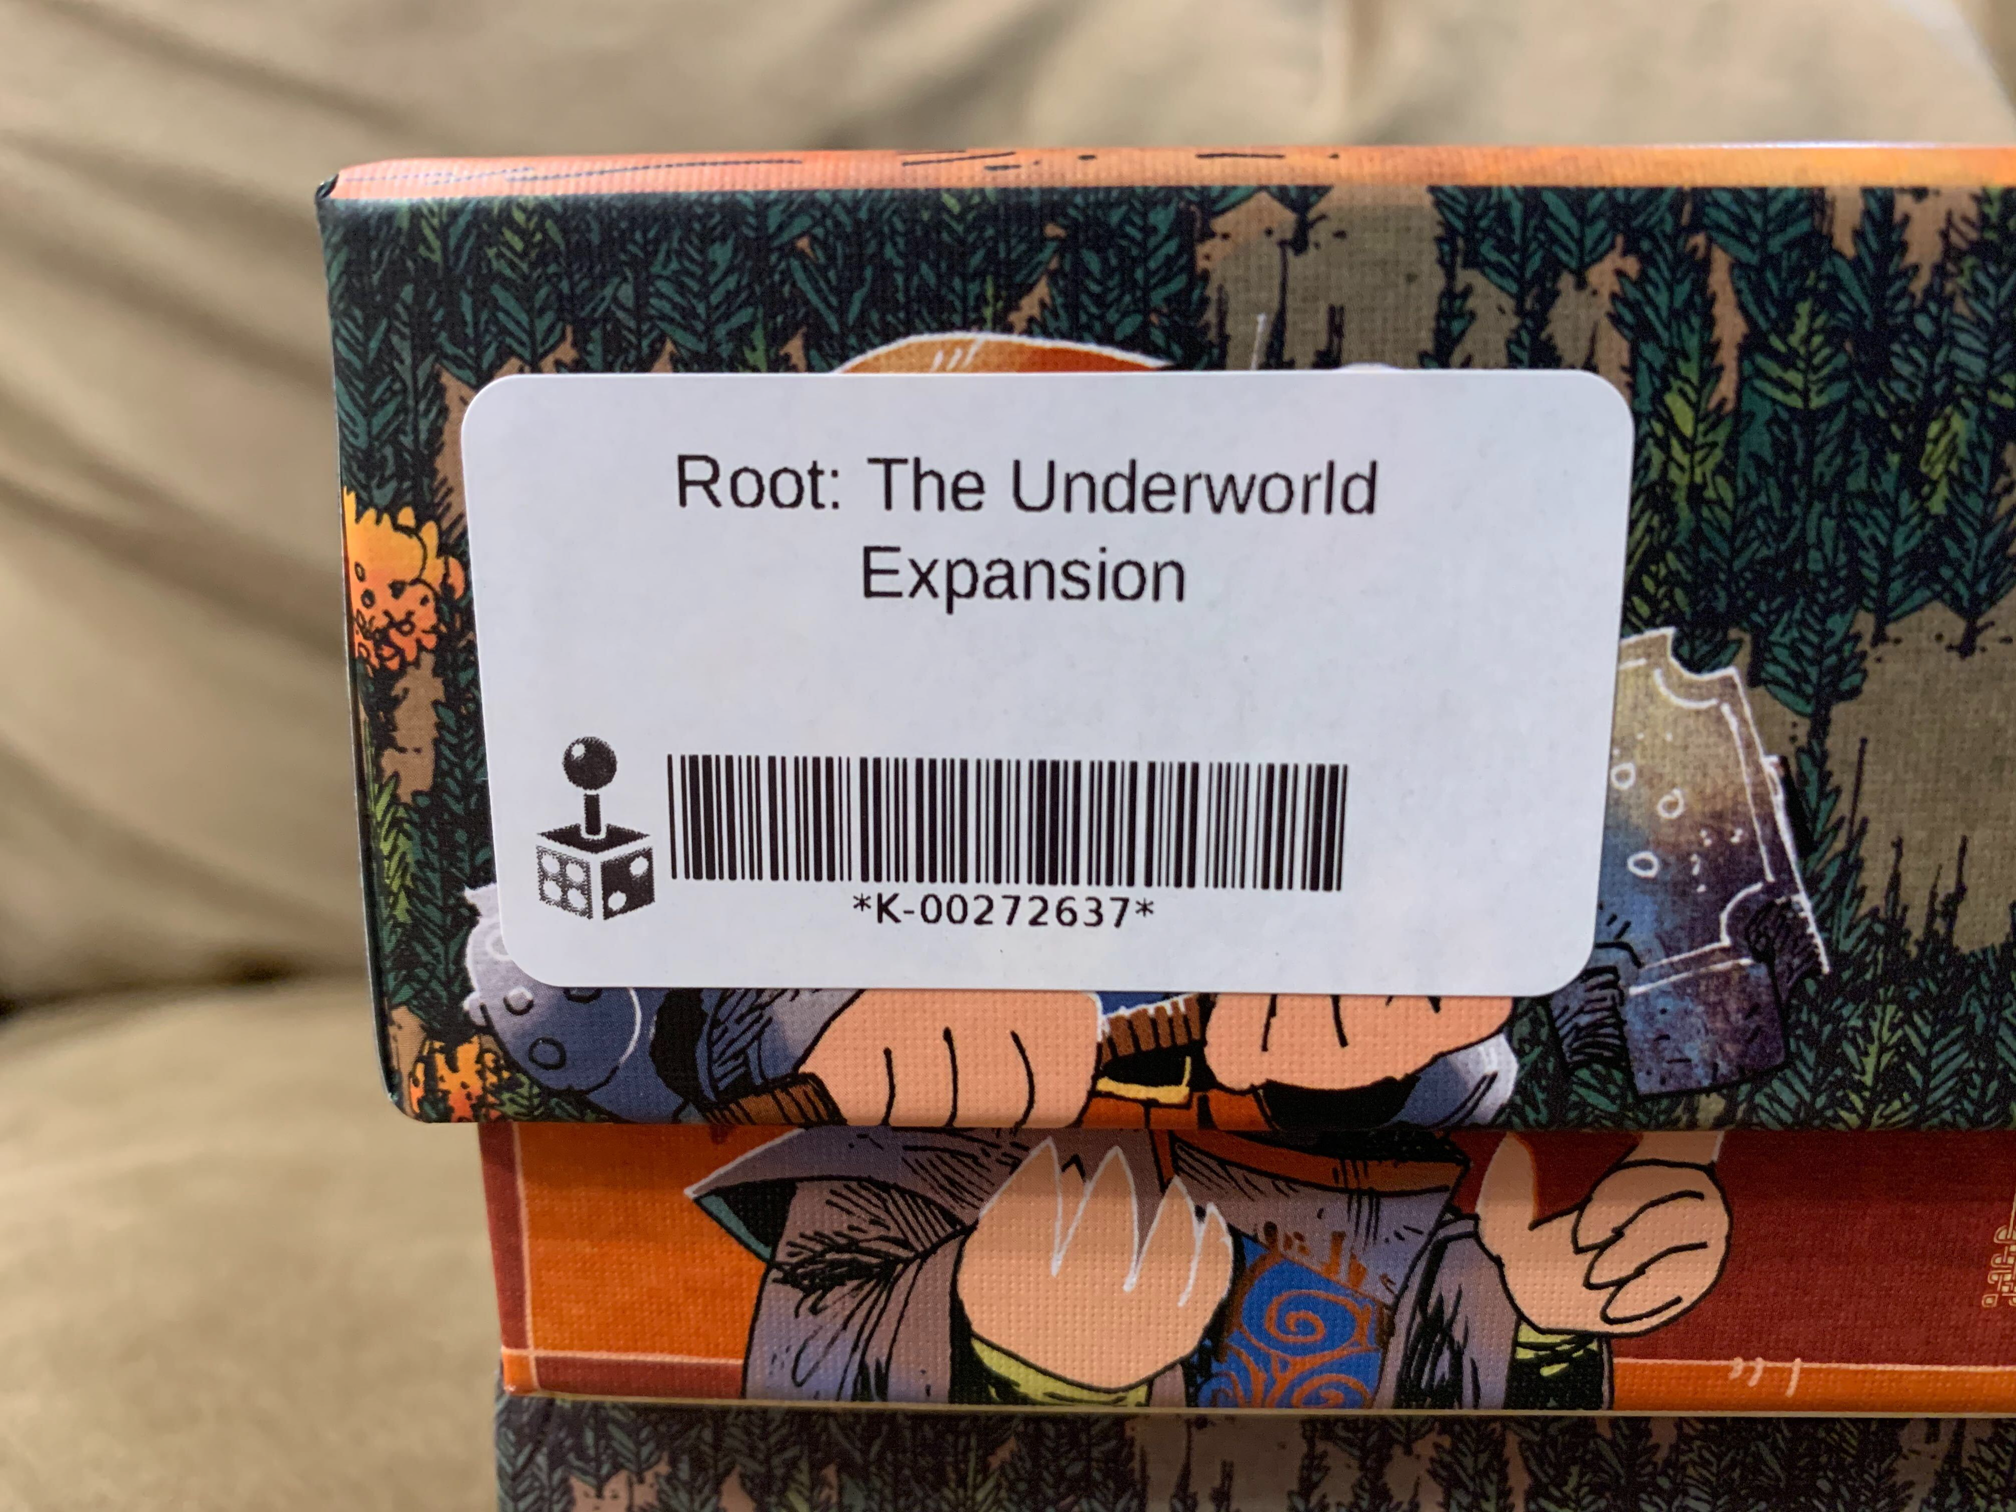 Root: The Underworld
Expansion
*K-00272637*